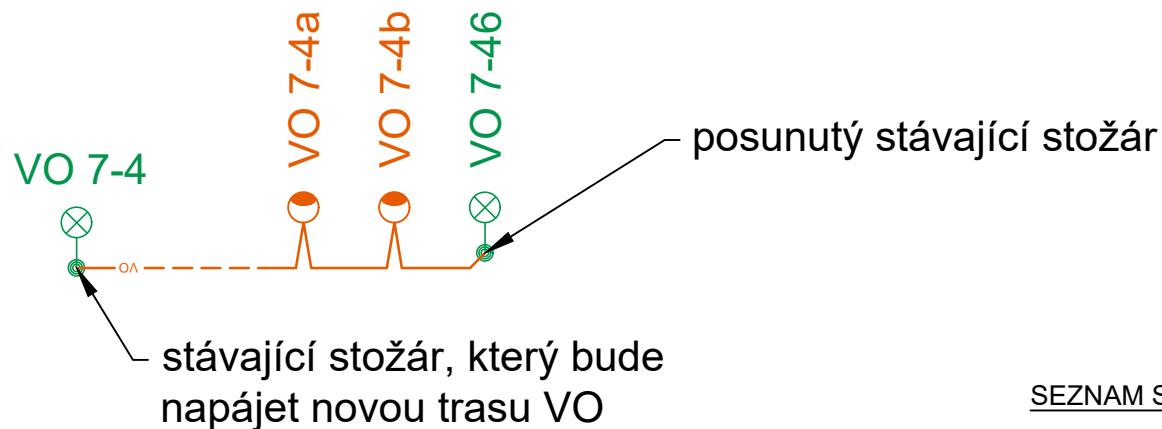 VO 7-4a
VO 7-4b
VO 7-46
posunutý stávající stožár
VO 7-4
VO
stávající stožár, který bude
napájet novou trasu VO
SEZNAM S